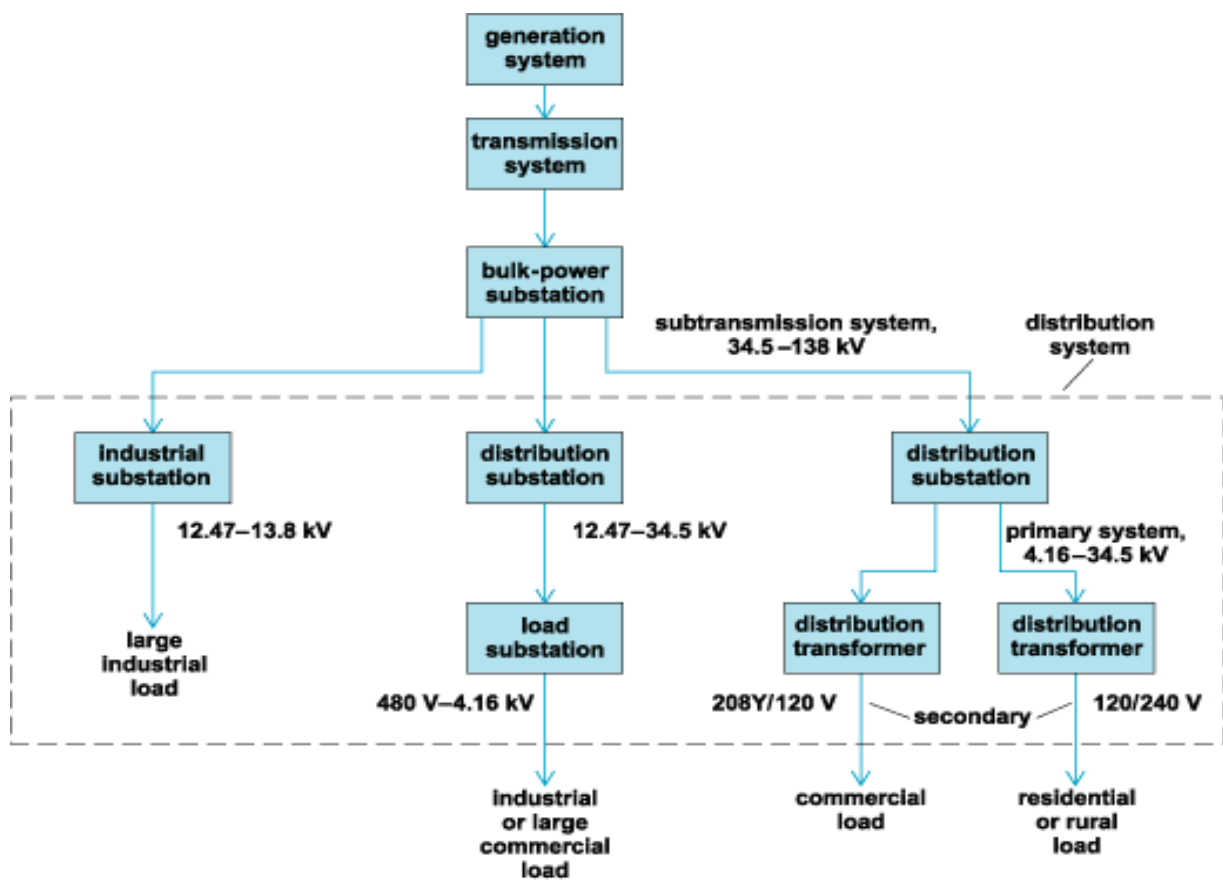 generation
system
transmission
system
bulk-power
substation
subtransmission system,
34.5–138 kV
distribution
system
industrial
substation
distribution
substation
distribution
substation
12.47–13.8 kV
12.47–34.5 kV
primary system,
4.16–34.5 kV
large
industrial
load
load
substation
distribution
transformer
distribution
transformer
480 V–4.16 kV
208Y/120 V
secondary
120/240 V
industrial
or large
commercial
load
commercial
load
residential
or rural
load